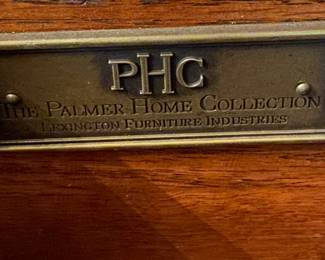 PHC
THE PALMER HOME COLLECTION
LEXINGTON FURNITURE INDUSTRIES